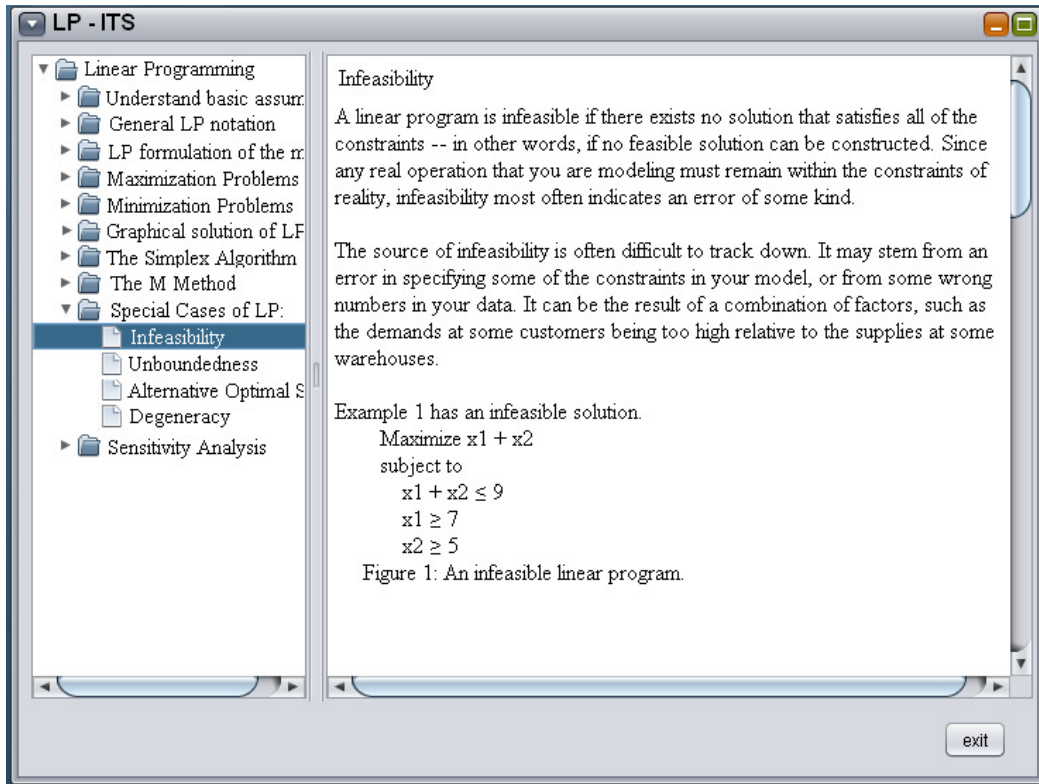 LP - ITS
Linear Programming
Understand basic assum
General LP notation
LP formulation of the m
Maximization Problems
Minimization Problems
Graphical solution of LF
The Simplex Algorithm
The M Method
Special Cases of LP:
Infeasibility
Unboundedness
Alternative Optimal S
Degeneracy
Sensitivity Analysis
Infeasibility
A linear program is infeasible if there exists no solution that satisfies all of the
constraints -- in other words, if no feasible solution can be constructed. Since
any real operation that you are modeling must remain within the constraints of
reality, infeasibility most often indicates an error of some kind.
The source of infeasibility is often difficult to track down. It may stem from an
error in specifying some of the constraints in your model, or from some wrong
numbers in your data. It can be the result of a combination of factors, such as
the demands at some customers being too high relative to the supplies at some
warehouses.
Example 1 has an infeasible solution.
Maximize x1 + x2
subject to
x1 + x2 ≤ 9
x1 ≥ 7
x2 ≥ 5
Figure 1: An infeasible linear program.
exit